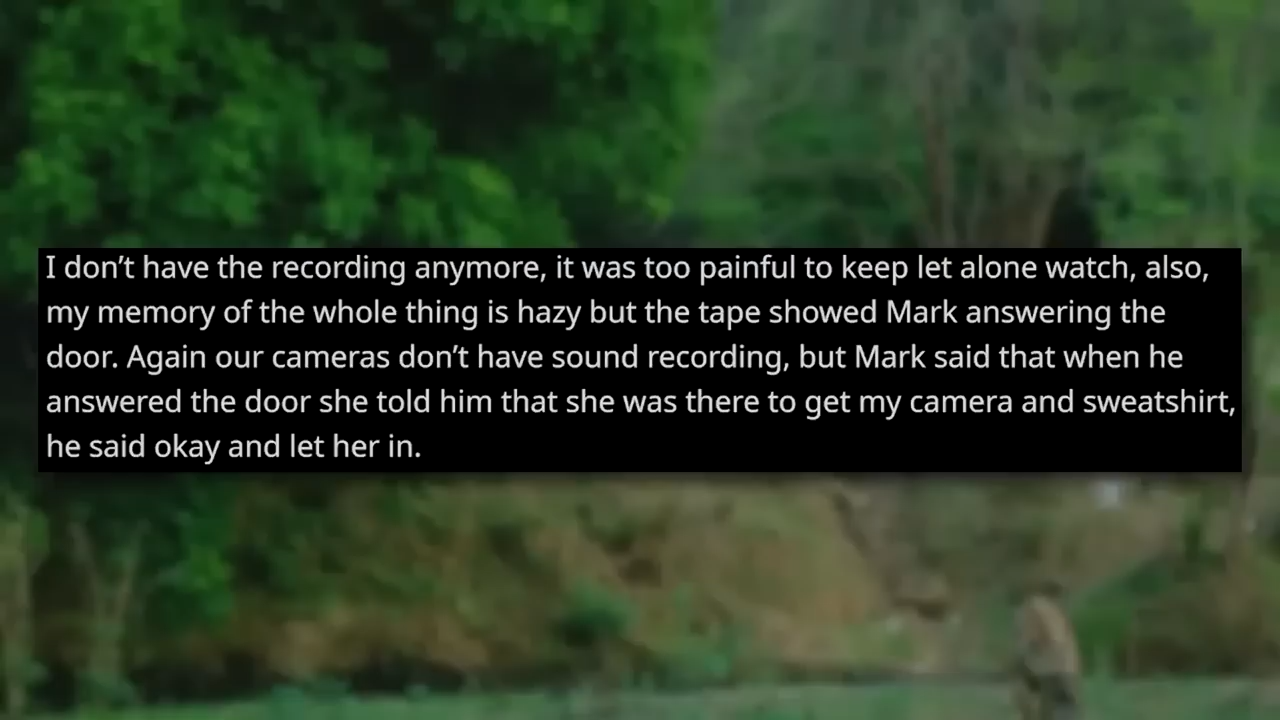 I don’t have the recording anymore, it was too painful to keep let alone watch, also,
my memory of the whole thing is hazy but the tape showed Mark answering the
door. Again our cameras don’t have sound recording, but Mark said that when he
answered the door she told him that she was there to get my camera and sweatshirt,
he said okay and let her in.